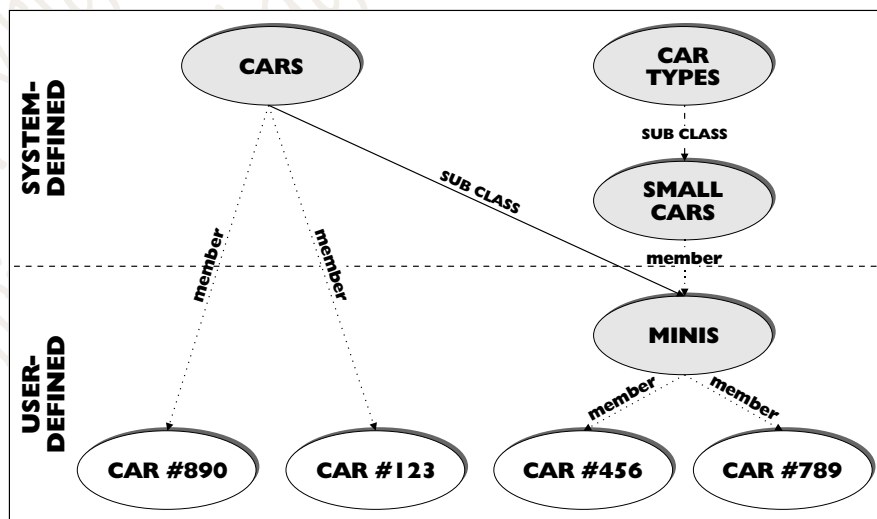 SYSTEM-
DEFINED
CARS
CAR
TYPES
SUB CLASS
SUB CLASS
SMALL
CARS
member
member
member
USER-
DEFINED
MINIS
member
member
CAR #890
CAR #123
CAR #456
CAR #789